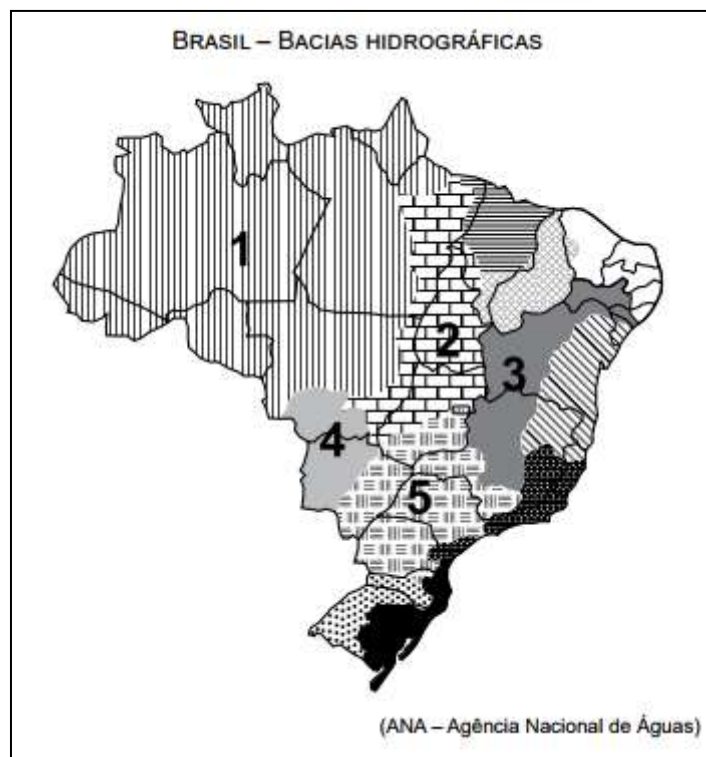 BRASIL – BACIAS HIDROGRÁFICAS
1
2
3
4
5
(ANA – Agência Nacional de Águas)